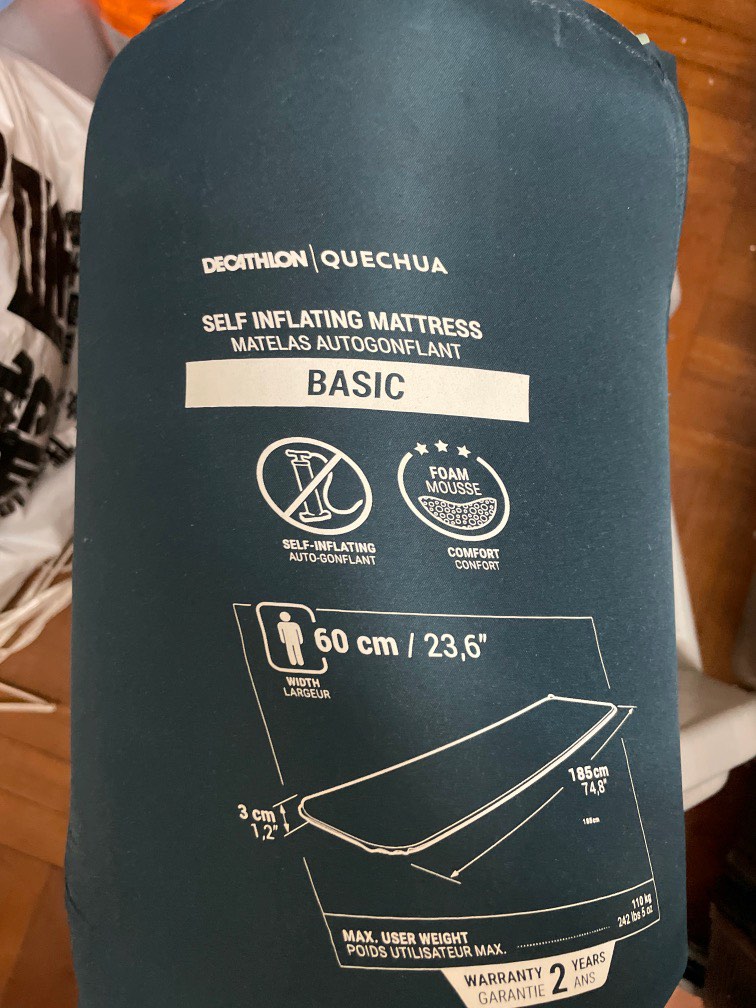 DECATHLON | QUECHUA
SELF INFLATING MATTRESS
MATELAS AUTOGONFLANT
BASIC
FOAM
MOUSSE
SELF-INFLATING
AUTO-GONFLANT
COMFORT
CONFORT
60 cm / 23,6"
WIDTH
LARGEUR
185cm
74,8"
3 cm
1,2"
185cm
110 kg
242 lbs 5 oz
MAX. USER WEIGHT
POIDS UTILISATEUR MAX.
WARRANTY 2 YEARS
GARANTIE ANS